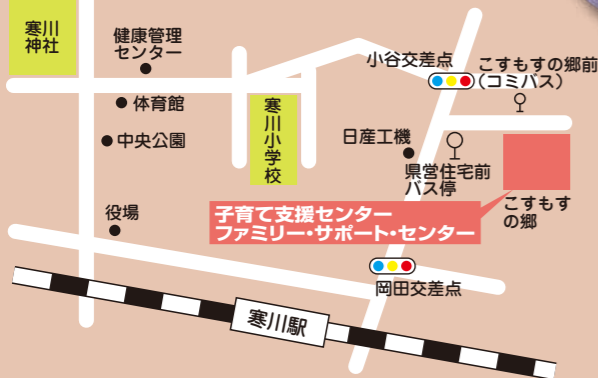 寒川
神社
健康管理
センター
体育館
中央公園
役場
寒川小学校
小谷交差点
こすもすの郷前
(コミバス)
日産工機
県営住宅前
バス停
こすもす
の郷
子育て支援センター
ファミリー・サポート・センター
岡田交差点
寒川駅